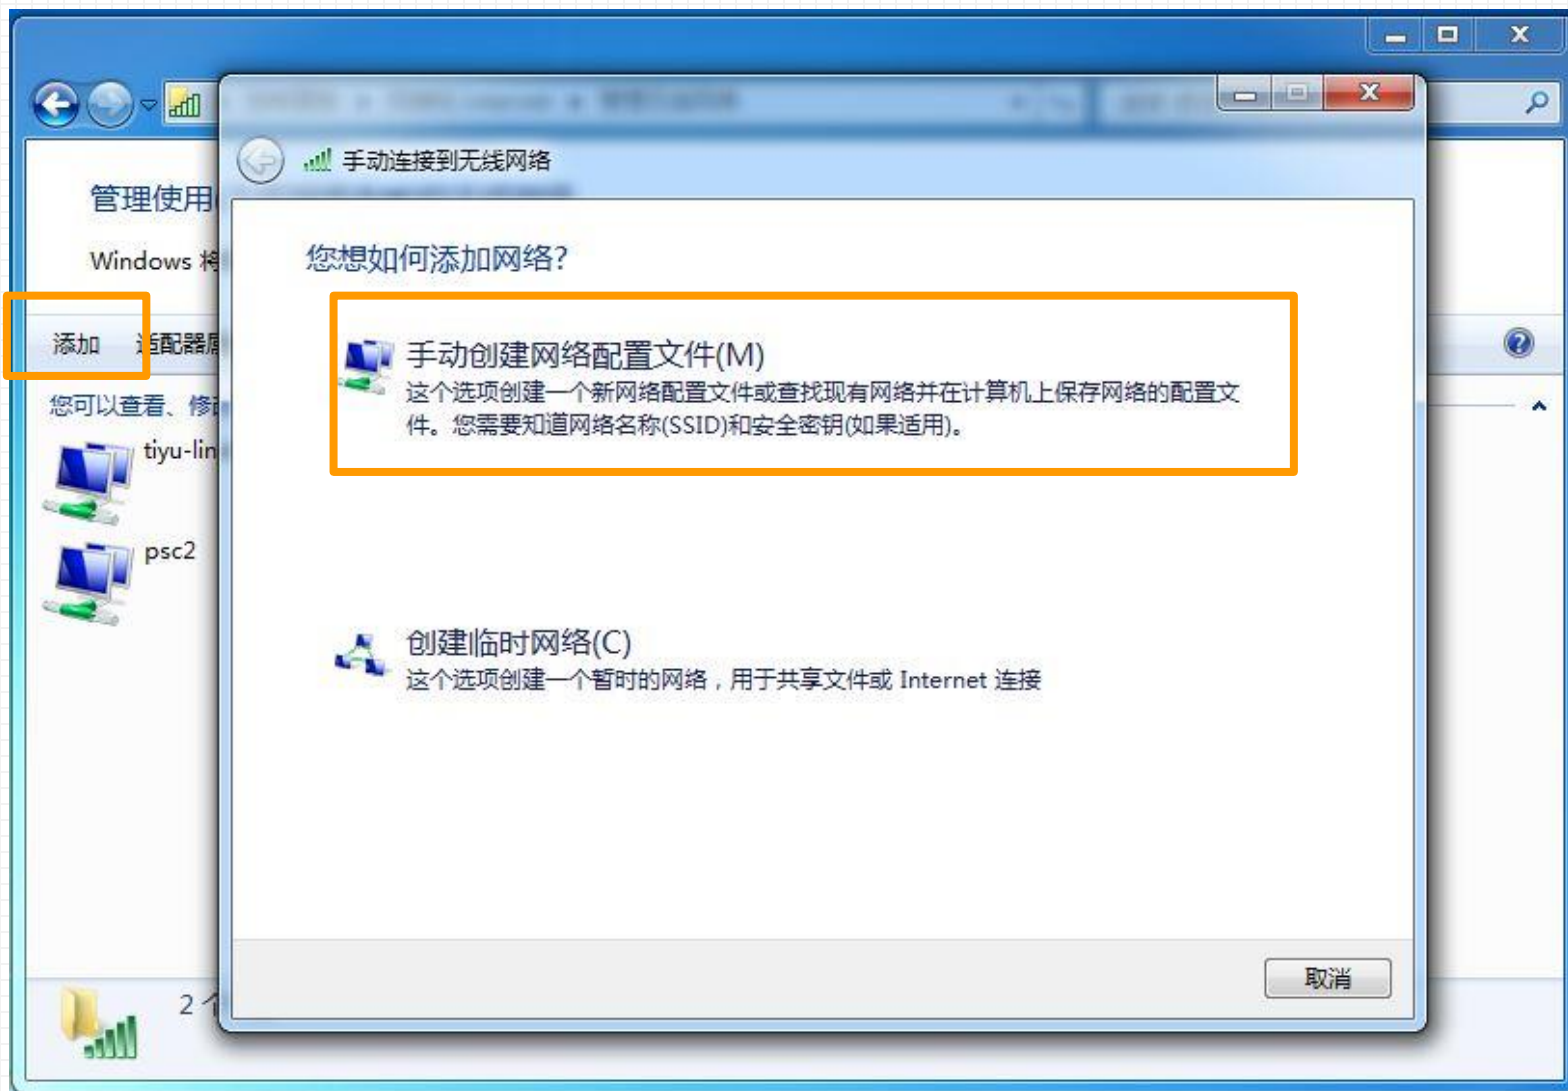 手动连接到无线网络
管理使用
Windows 将
您想如何添加网络?
添加 适配器属
手动创建网络配置文件(M)
这个选项创建一个新网络配置文件或查找现有网络并在计算机上保存网络的配置文
件。您需要知道网络名称(SSID)和安全密钥(如果适用)。
您可以查看、修
tiyu-lin
psc2
创建临时网络(C)
这个选项创建一个暂时的网络，用于共享文件或 Internet 连接
取消
2 个